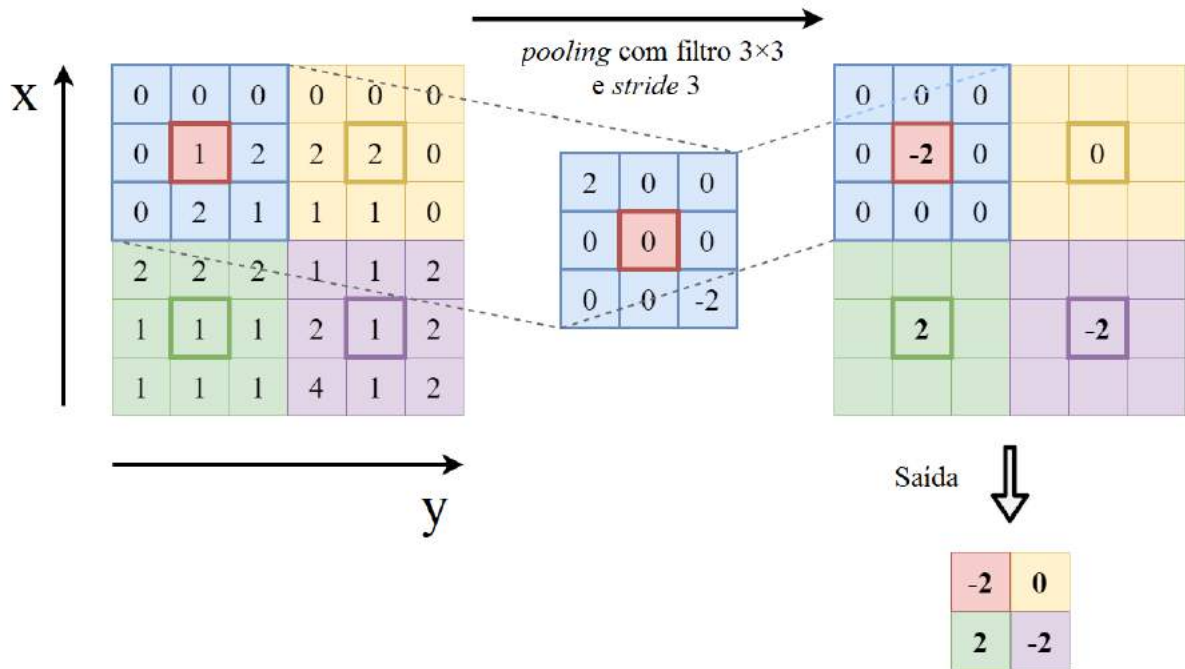 pooling com filtro 3×3
e stride 3
x
0 0 0 0 0 0
0 1 2 2 2 0
0 2 1 1 1 0
2 2 2 1 1 2
1 1 1 2 1 2
1 1 1 4 1 2
y
2 0 0
0 0 0
0 0 -2
0 0 0
0 -2 0 0
0 0 0
2 -2
Saída
-2 0
2 -2